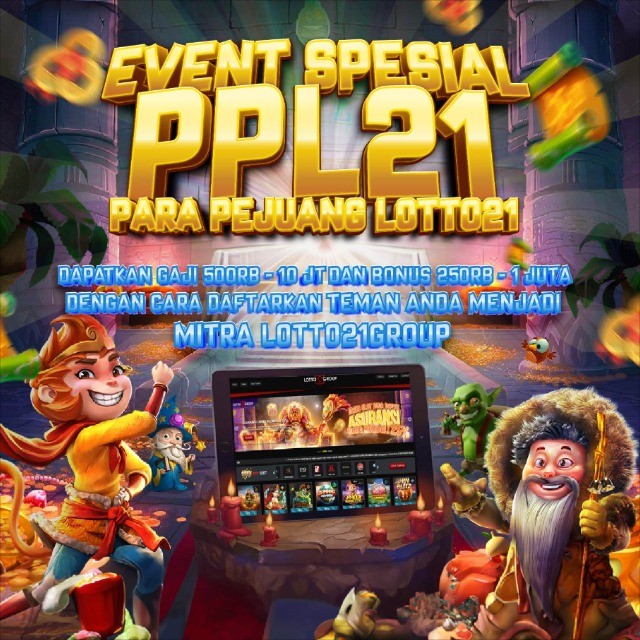 EVENT SPESIAL
PPL21
PARA PEJUANG LOTTO21
DAPATKAN GAJI 500RB - 10 JT DAN BONUS 250RB - 1 JUTA
DENGAN CARA DAFTARKAN TEMAN ANDA MENJADI
MITRA LOTTO21GROUP
LOTTO21GROUP